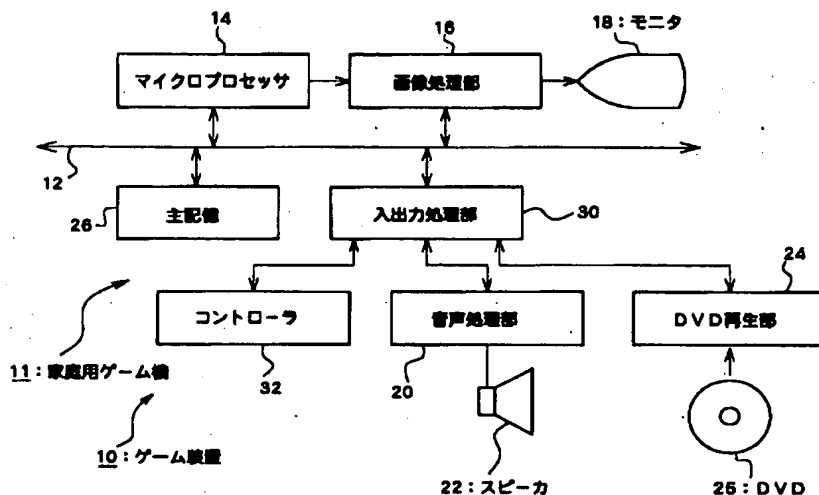 14
16
18：モニタ
マイクロプロセッサ
画像処理部
12
主記憶
26
入出力処理部
30
24
コントローラ
32
音声処理部
20
DVD再生部
11：家庭用ゲーム機
10：ゲーム装置
22：スピーカ
25：DVD